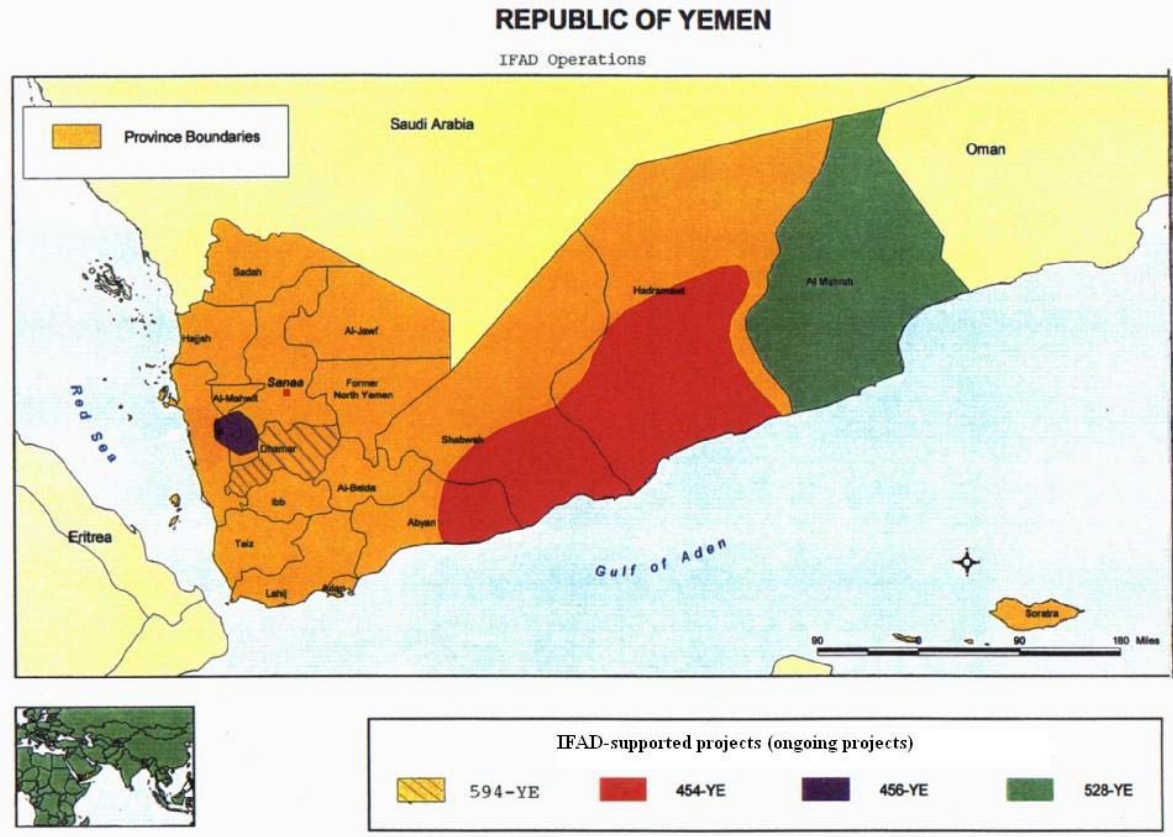 REPUBLIC OF YEMEN
IFAD Operations
Province Boundaries
Saudi Arabia
Oman
Sadah
Al Mahrah
Hadramawt
Al-Jawf
Hajjah
Sanaa
Former
North Yemen
Al-Mahwit
Red Sea
Shabwah
Dhamar
Al-Beida
Ibb
Abyan
Eritrea
Taiz
Gulf of Aden
Lahij
Aden
Soratra
90 0 90 180 Miles
IFAD-supported projects (ongoing projects)
594-YE 454-YE 456-YE 528-YE